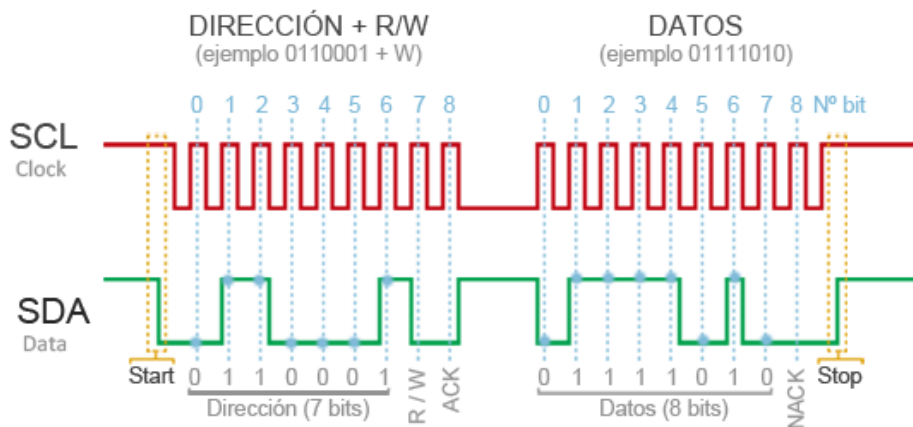 DIRECCIÓN + R/W
(ejemplo 0110001 + W)
DATOS
(ejemplo 01111010)
0 1 2 3 4 5 6 7 8
0 1 2 3 4 5 6 7 8 Nº bit
SCL
Clock
SDA
Data
Start
0 1 1 0 0 0 1 R / W ACK
0 1 1 1 1 0 1 0 NACK
Stop
Dirección (7 bits)
Datos (8 bits)